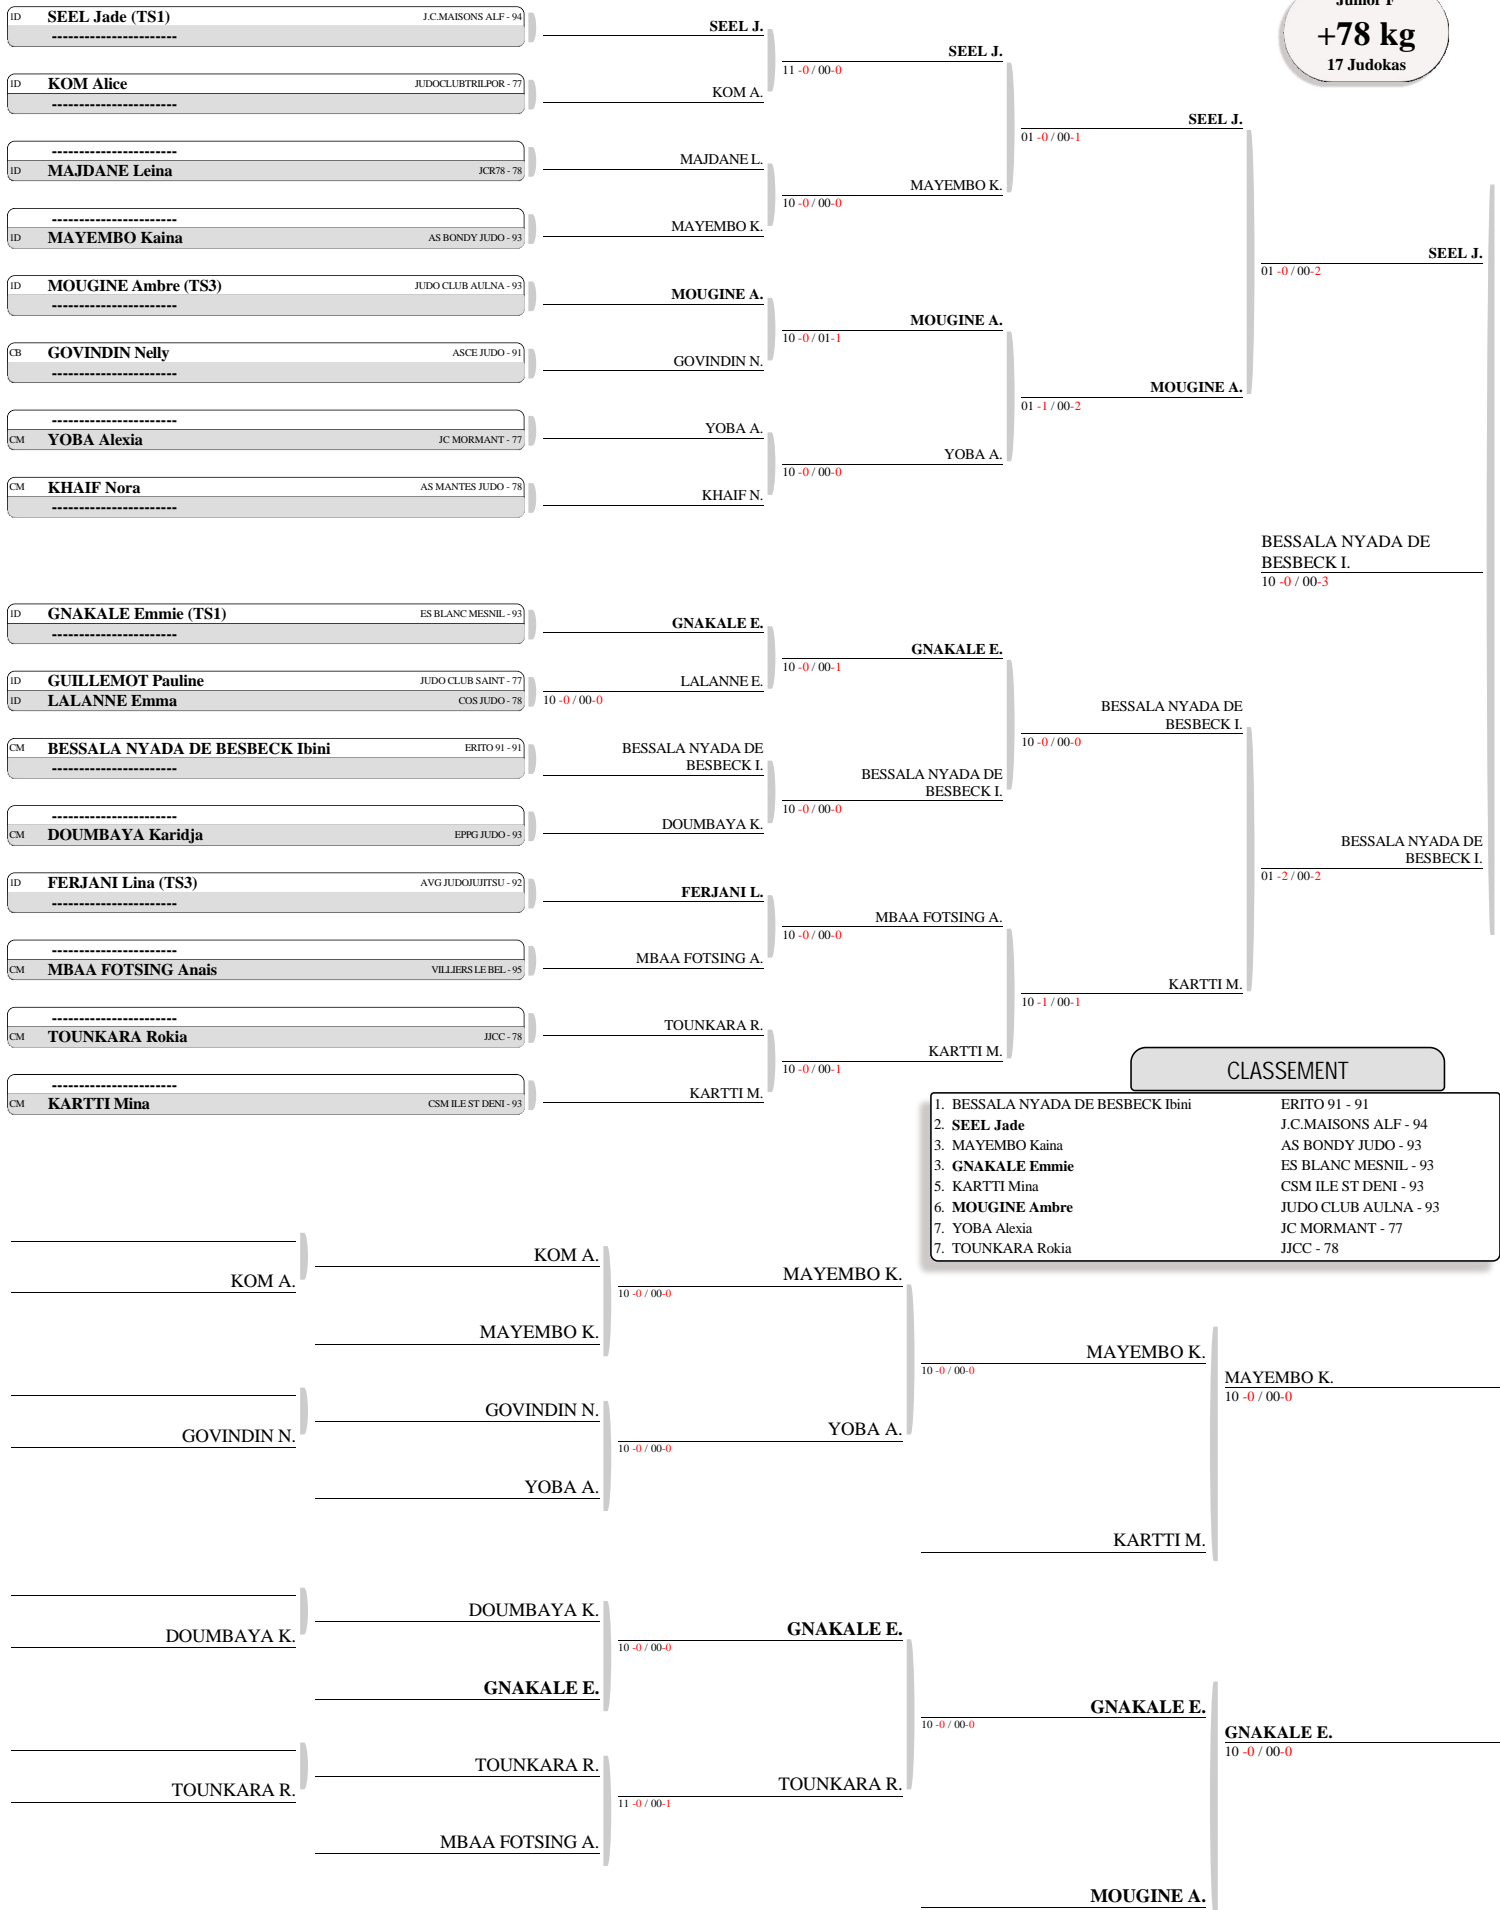 Junior F
+78 kg
17 Judokas
1D SEEL Jade (TS1) J.C.MAISONS ALF - 94
-----------------------
1D KOM Alice JUDOCLUBTRILPOR - 77
-----------------------
-----------------------
1D MAJDANE Leina JCR78 - 78
-----------------------
1D MAYEMBO Kaina AS BONDY JUDO - 93
1D MOUGINE Ambre (TS3) JUDO CLUB AULNA - 93
-----------------------
CB GOVINDIN Nelly ASCE JUDO - 91
-----------------------
-----------------------
CM YOBA Alexia JC MORMANT - 77
CM KHAIF Nora AS MANTES JUDO - 78
-----------------------
1D GNAKALE Emmie (TS1) ES BLANC MESNIL - 93
-----------------------
1D GUILLEMOT Pauline JUDO CLUB SAINT - 77
1D LALANNE Emma COS JUDO - 78
CM BESSALA NYADA DE BESBECK Ibini ERITO 91 - 91
-----------------------
-----------------------
CM DOUMBAYA Karidja EPPG JUDO - 93
1D FERJANI Lina (TS3) AVG JUDOJUJITSU - 92
-----------------------
-----------------------
CM MBAA FOTSING Anais VILLIERS LE BEL - 95
-----------------------
CM TOUNKARA Rokia JJCC - 78
-----------------------
CM KARTTI Mina CSM ILE ST DENI - 93
SEEL J.
KOM A.
MAJDANE L.
MAYEMBO K.
MOUGINE A.
GOVINDIN N.
YOBA A.
KHAIF N.
GNAKALE E.
LALANNE E.
10 -0 / 00-0
BESSALA NYADA DE
BESBECK I.
DOUMBAYA K.
FERJANI L.
MBAA FOTSING A.
TOUNKARA R.
KARTTI M.
SEEL J.
11 -0 / 00-0
MAYEMBO K.
10 -0 / 00-0
MOUGINE A.
10 -0 / 01-1
YOBA A.
10 -0 / 00-0
GNAKALE E.
10 -0 / 00-1
BESSALA NYADA DE
BESBECK I.
10 -0 / 00-0
MBAA FOTSING A.
10 -0 / 00-0
KARTTI M.
10 -0 / 00-1
SEEL J.
01 -0 / 00-1
MOUGINE A.
01 -1 / 00-2
BESSALA NYADA DE
BESBECK I.
10 -0 / 00-0
KARTTI M.
10 -1 / 00-1
SEEL J.
01 -0 / 00-2
BESSALA NYADA DE
BESBECK I.
01 -2 / 00-2
BESSALA NYADA DE
BESBECK I.
10 -0 / 00-3
CLASSEMENT
1. BESSALA NYADA DE BESBECK Ibini ERITO 91 - 91
2. SEEL Jade J.C.MAISONS ALF - 94
3. MAYEMBO Kaina AS BONDY JUDO - 93
3. GNAKALE Emmie ES BLANC MESNIL - 93
5. KARTTI Mina CSM ILE ST DENI - 93
6. MOUGINE Ambre JUDO CLUB AULNA - 93
7. YOBA Alexia JC MORMANT - 77
7. TOUNKARA Rokia JJCC - 78
KOM A.
GOVINDIN N.
DOUMBAYA K.
TOUNKARA R.
KOM A.
MAYEMBO K.
GOVINDIN N.
YOBA A.
DOUMBAYA K.
GNAKALE E.
TOUNKARA R.
MBAA FOTSING A.
MAYEMBO K.
10 -0 / 00-0
YOBA A.
10 -0 / 00-0
GNAKALE E.
10 -0 / 00-0
TOUNKARA R.
11 -0 / 00-1
MAYEMBO K.
10 -0 / 00-0
KARTTI M.
GNAKALE E.
10 -0 / 00-0
MOUGINE A.
MAYEMBO K.
10 -0 / 00-0
GNAKALE E.
10 -0 / 00-0